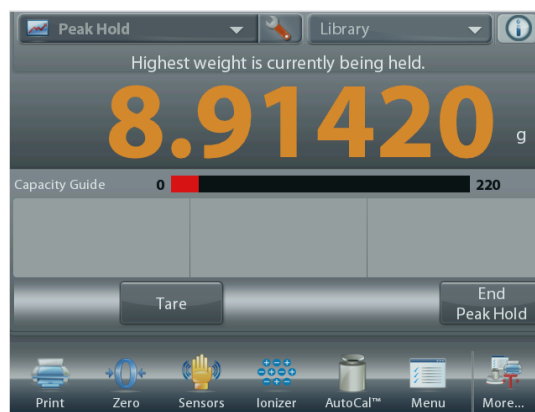 Peak Hold Library
Highest weight is currently being held.
8.91420 g
Capacity Guide 0 220
Tare End
Peak Hold
Print Zero Sensors Ionizer AutoCal™ Menu More...